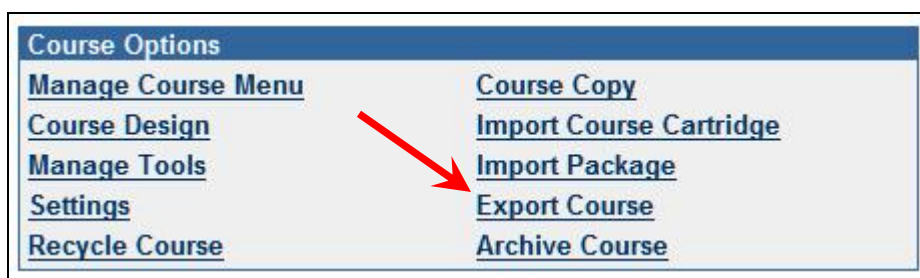 Course Options
Manage Course Menu
Course Design
Manage Tools
Settings
Recycle Course
Course Copy
Import Course Cartridge
Import Package
Export Course
Archive Course